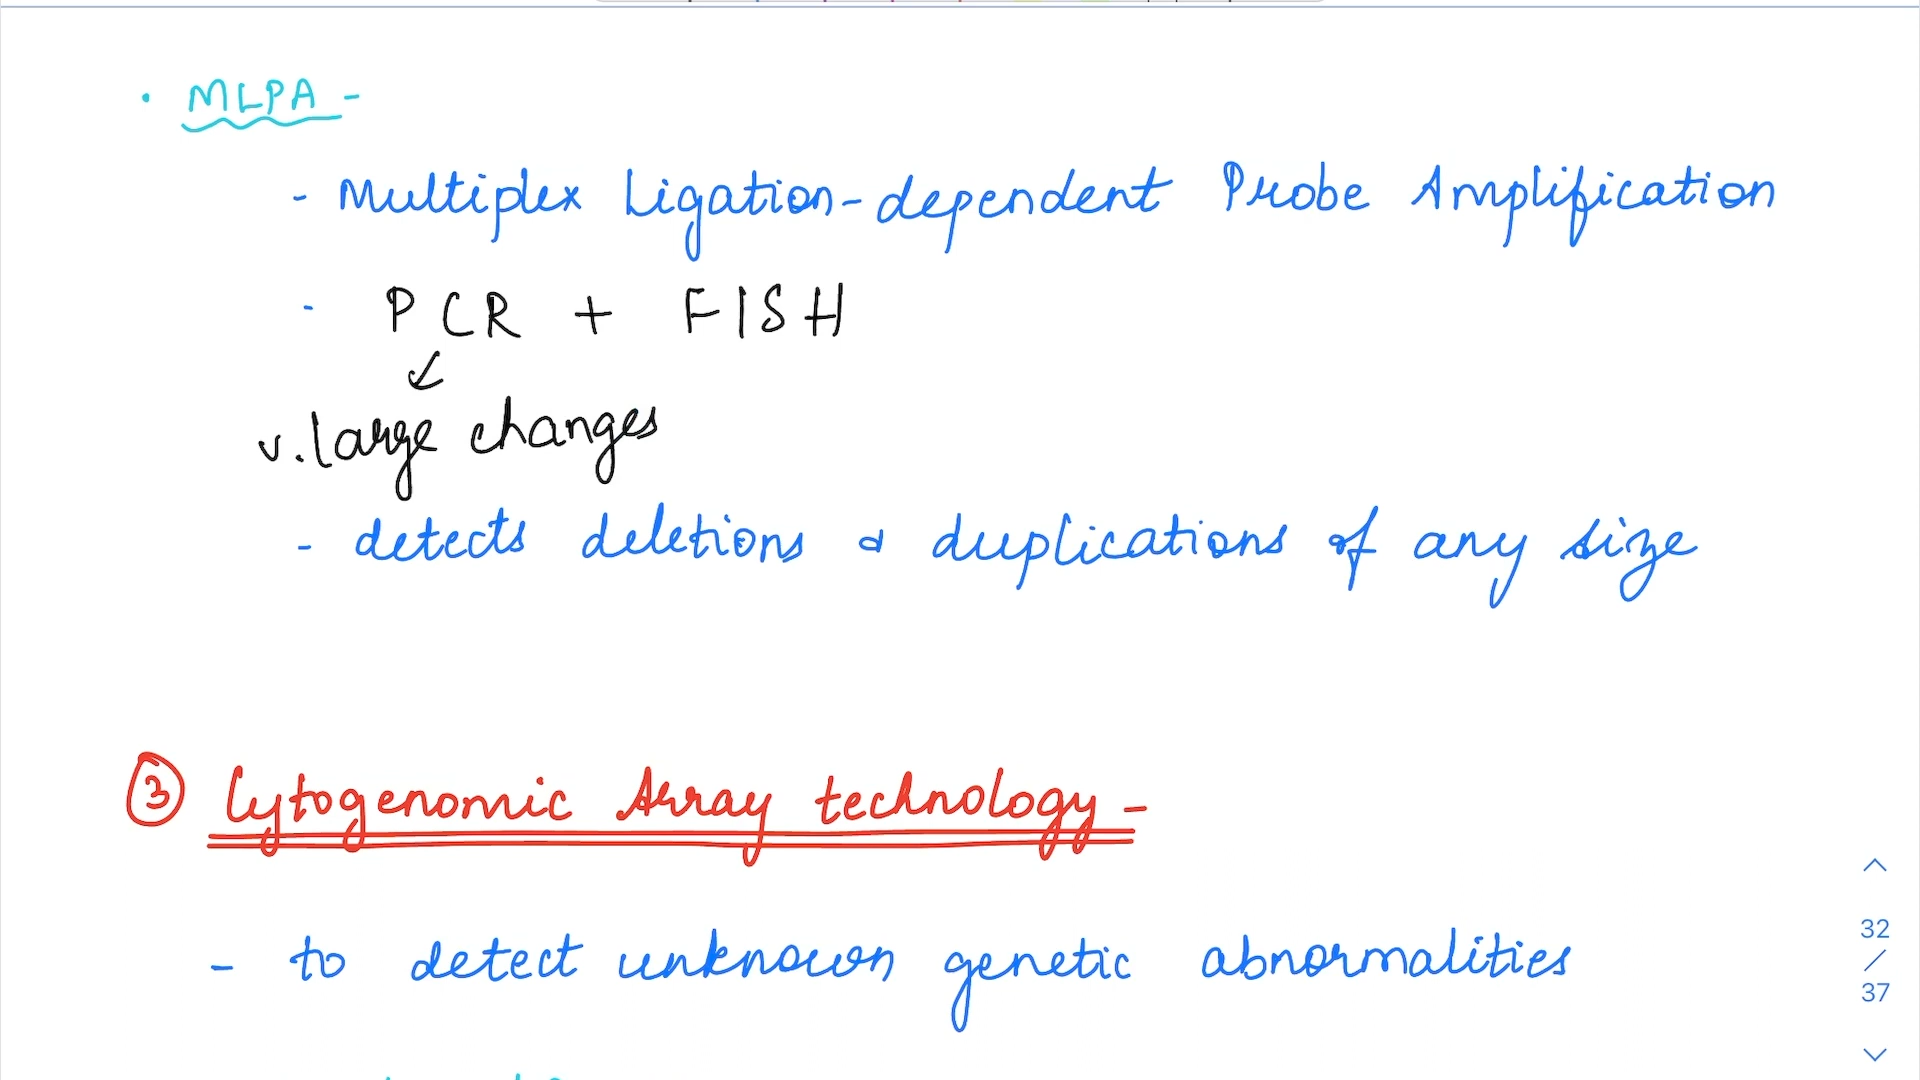 • MLPA -
- Multiplex Ligation-dependent Probe Amplification
- PCR + FISH
↙
v. large changes
- detects deletions & duplications of any size
③ Cytogenomic Array technology -
- to detect unknown genetic abnormalities
32
/
37